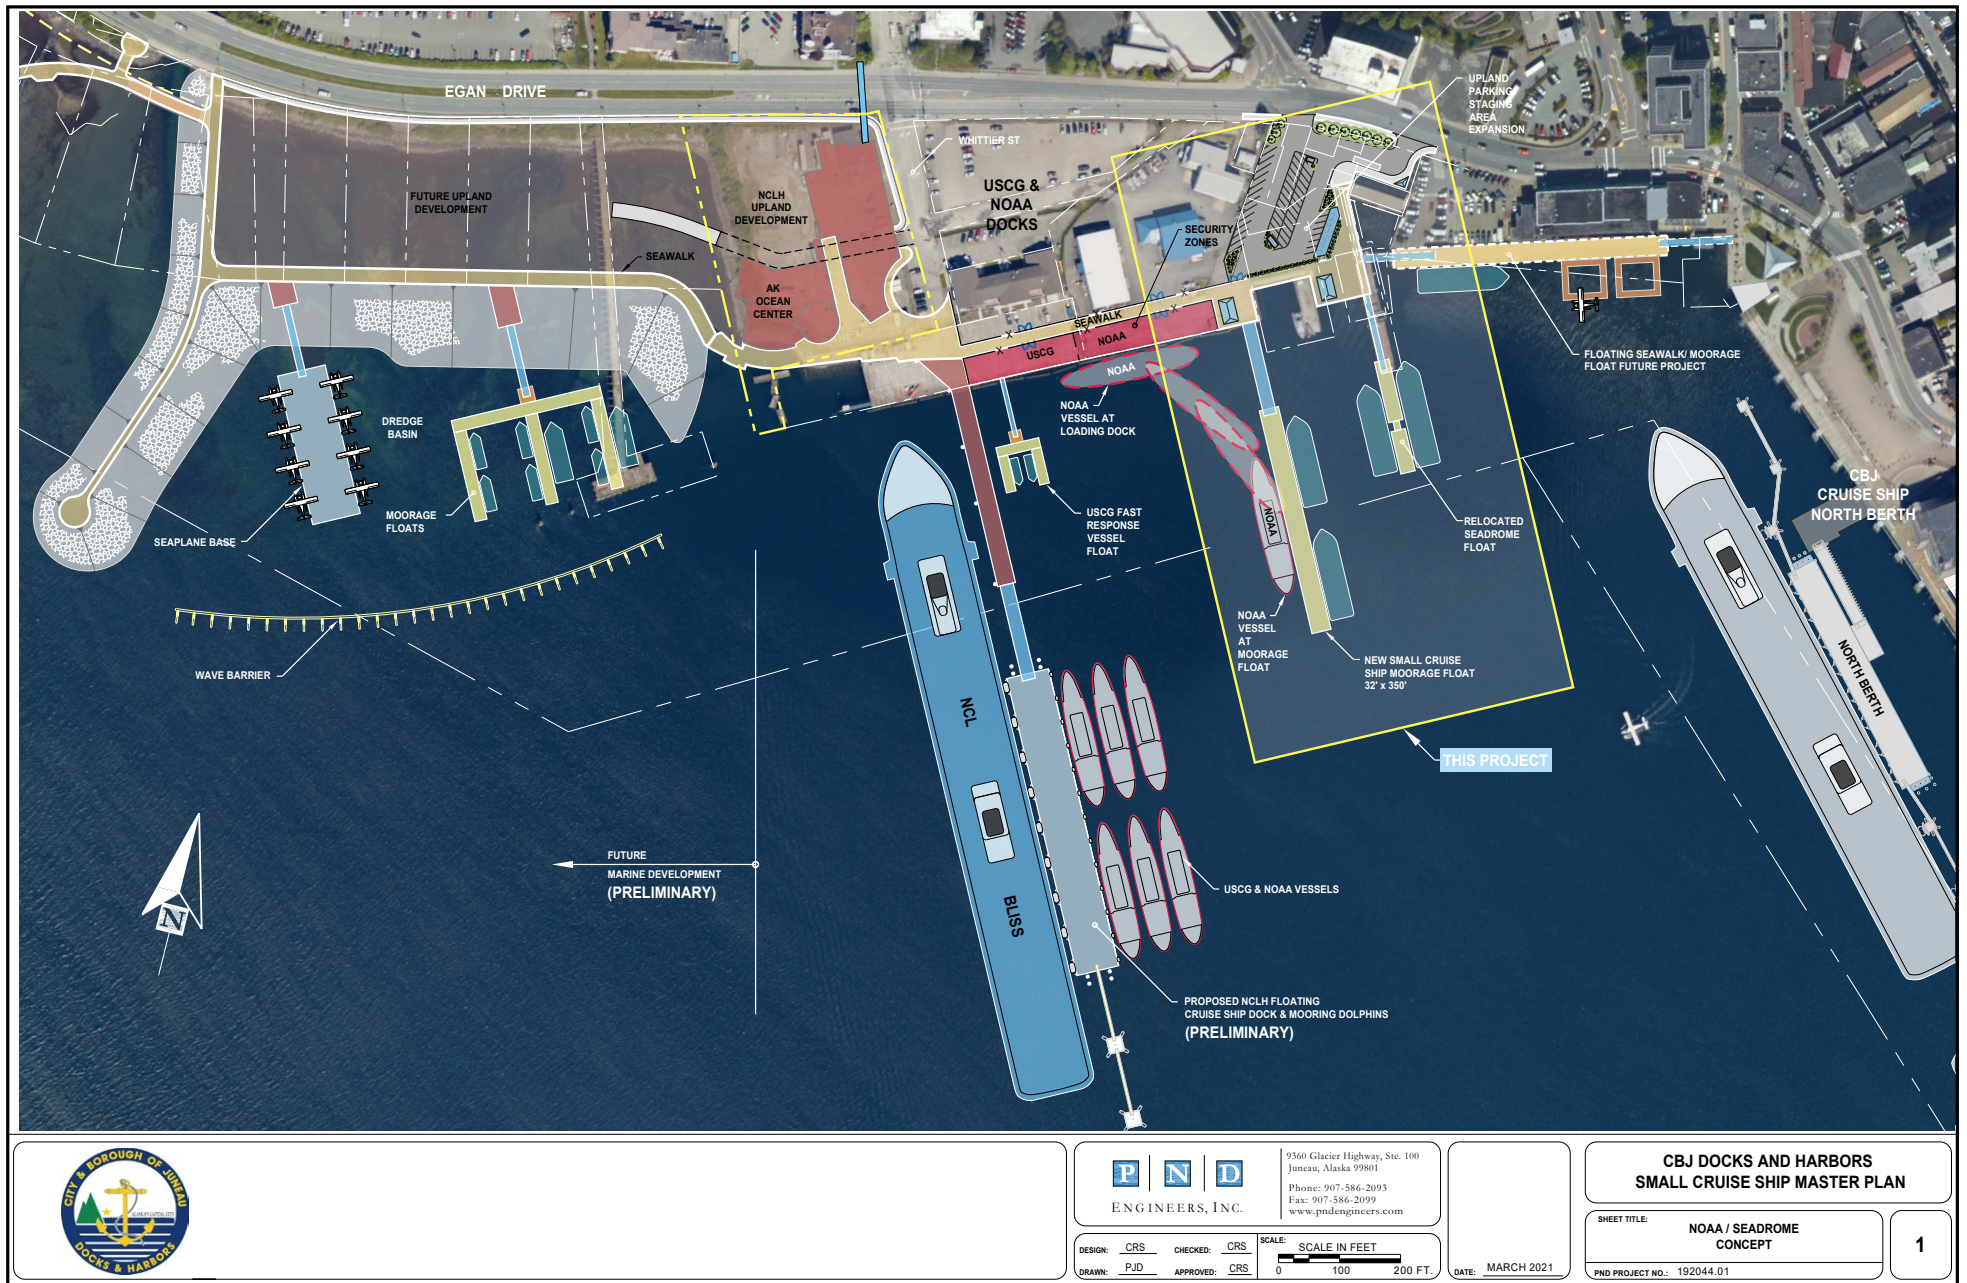 EGAN DRIVE
WHITTIER ST
UPLAND
PARKING
STAGING
AREA
EXPANSION
FUTURE UPLAND
DEVELOPMENT
NCLH
UPLAND
DEVELOPMENT
USCG &
NOAA
DOCKS
SECURITY
ZONES
SEAWALK
AK
OCEAN
CENTER
SEAWALK
USCG
NOAA
NOAA
NOAA
VESSEL AT
LOADING DOCK
FLOATING SEAWALK/ MOORAGE
FLOAT FUTURE PROJECT
DREDGE
BASIN
MOORAGE
FLOATS
SEAPLANE BASE
USCG FAST
RESPONSE
VESSEL
FLOAT
NOAA
RELOCATED
SEADROME
FLOAT
CBJ
CRUISE SHIP
NORTH BERTH
NORTH BERTH
WAVE BARRIER
NOAA
VESSEL
AT
MOORAGE
FLOAT
NEW SMALL CRUISE
SHIP MOORAGE FLOAT
32' x 350'
THIS PROJECT
NCL
BLISS
FUTURE
MARINE DEVELOPMENT
(PRELIMINARY)
USCG & NOAA VESSELS
PROPOSED NCLH FLOATING
CRUISE SHIP DOCK & MOORING DOLPHINS
(PRELIMINARY)
N
CITY & BOROUGH OF JUNEAU
ALASKA'S CAPITAL CITY
DOCKS & HARBORS
P N D
ENGINEERS, INC.
9360 Glacier Highway, Ste. 100
Juneau, Alaska 99801
Phone: 907-586-2093
Fax: 907-586-2099
www.pndengineers.com
DESIGN: CRS CHECKED: CRS
DRAWN: PJD APPROVED: CRS
SCALE: SCALE IN FEET
0 100 200 FT.
DATE: MARCH 2021
CBJ DOCKS AND HARBORS
SMALL CRUISE SHIP MASTER PLAN
SHEET TITLE:
NOAA / SEADROME
CONCEPT
PND PROJECT NO.: 192044.01
1